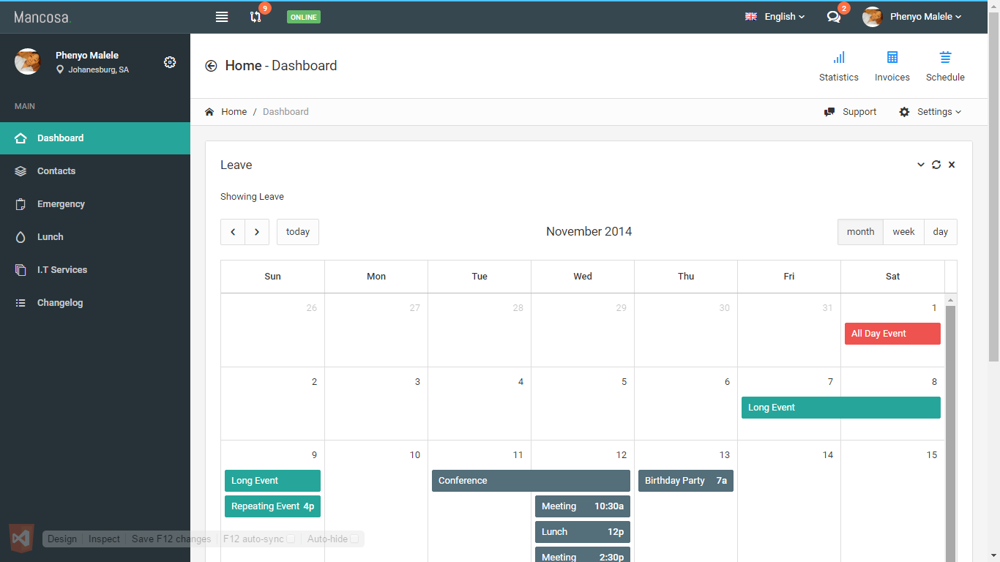 Mancosa.
9
ONLINE
English
2
Phenyo Malele
Phenyo Malele
Johanesburg, SA
Home - Dashboard
Statistics
Invoices
Schedule
MAIN
Home / Dashboard
Support
Settings
Dashboard
Contacts
Emergency
Lunch
I.T Services
Changelog
Leave
Showing Leave
today
November 2014
month
week
day
Sun Mon Tue Wed Thu Fri Sat
26 27 28 29 30 31 1
All Day Event
2 3 4 5 6 7 8
Long Event
9 10 11 12 13 14 15
Long Event
Conference
Birthday Party 7a
Repeating Event 4p
Meeting 10:30a
Lunch 12p
Meeting 2:30p
Design Inspect Save F12 changes F12 auto-sync Auto-hide